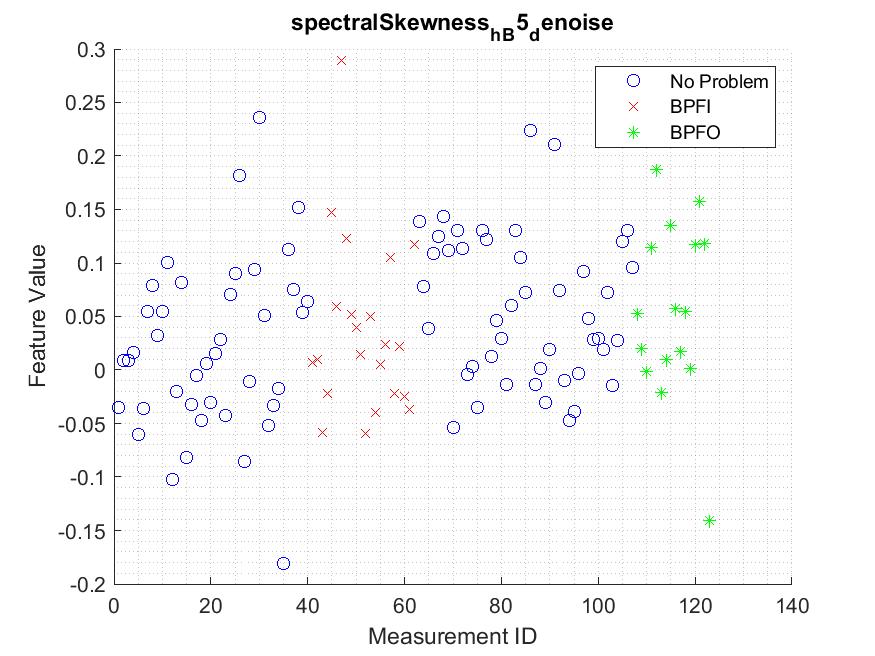 spectralSkewness_hB5_denoise
Feature Value
0.3
0.25
0.2
0.15
0.1
0.05
0
-0.05
-0.1
-0.15
-0.2
No Problem
BPFI
BPFO
0 20 40 60 80 100 120 140
Measurement ID